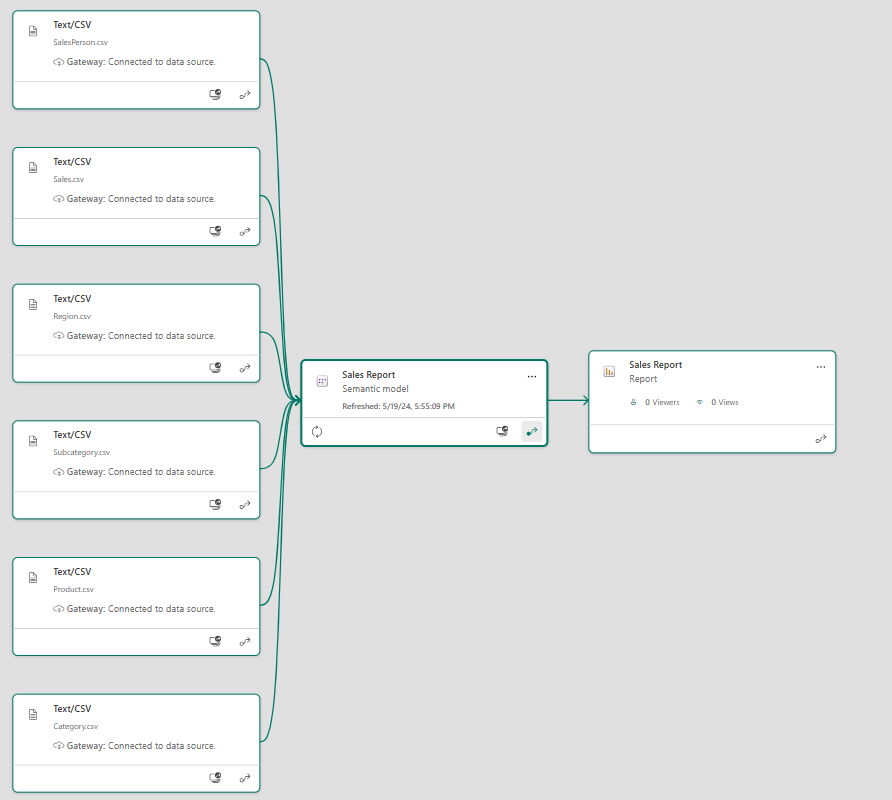 Text/CSV
SalesPerson.csv
Gateway: Connected to data source.
Text/CSV
Sales.csv
Gateway: Connected to data source.
Text/CSV
Region.csv
Gateway: Connected to data source.
Text/CSV
Subcategory.csv
Gateway: Connected to data source.
Text/CSV
Product.csv
Gateway: Connected to data source.
Text/CSV
Category.csv
Gateway: Connected to data source.
Sales Report
Semantic model
Refreshed: 5/19/24, 5:55:09 PM
Sales Report
Report
0 Viewers 0 Views